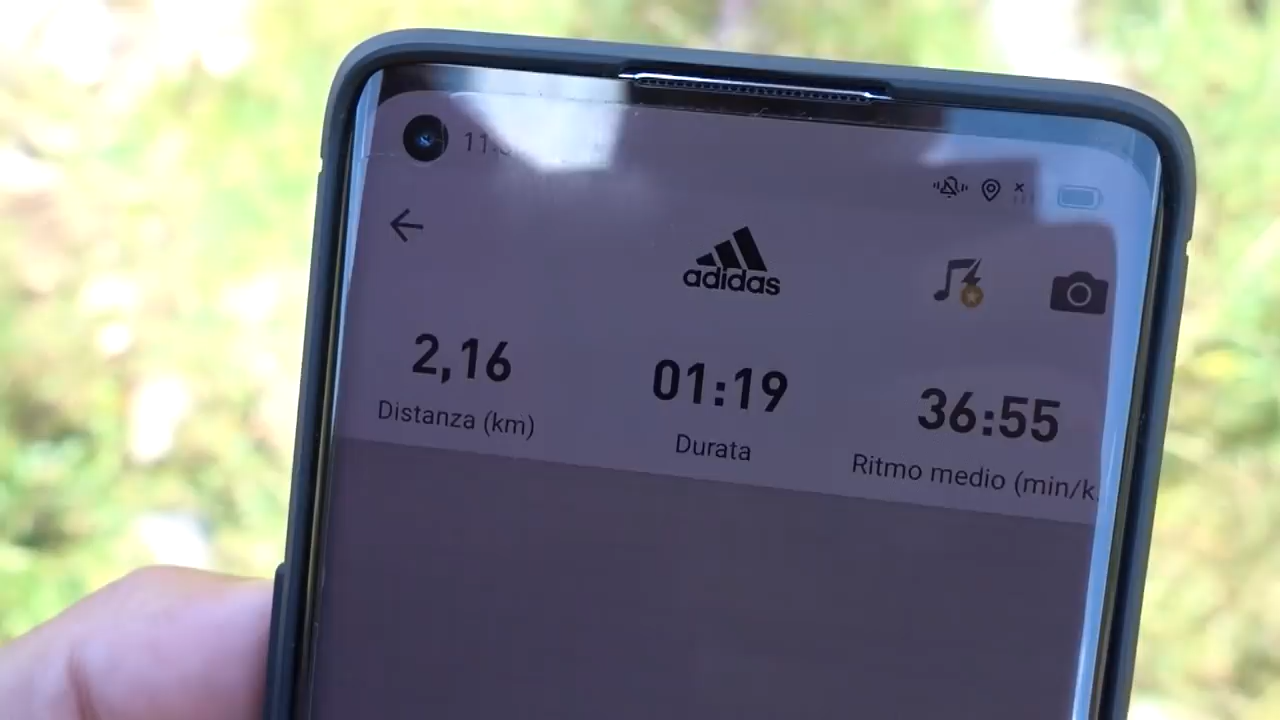 adidas
2,16
Distanza (km)
01:19
Durata
36:55
Ritmo medio (min/k